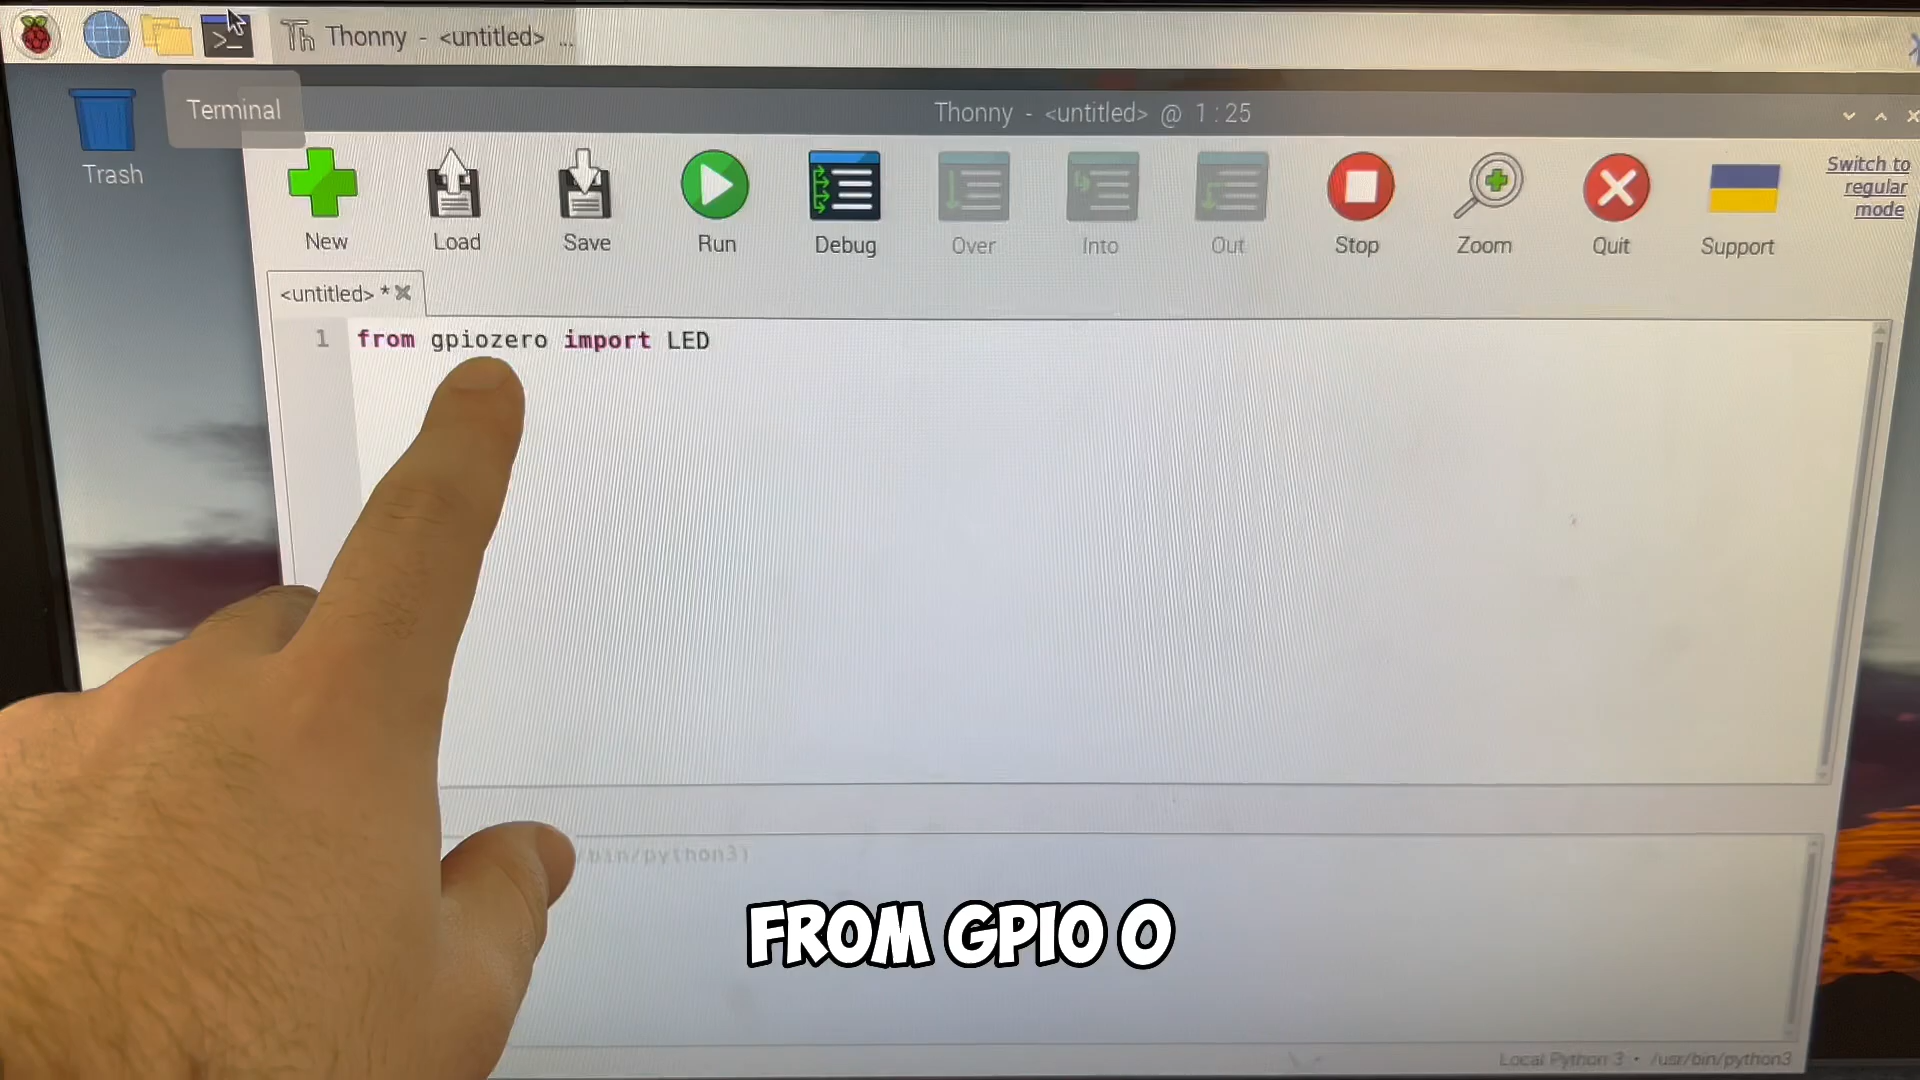 Thonny - <untitled> ...
Terminal
Thonny - <untitled> @ 1:25
Trash
New
Load
Save
Run
Debug
Over
Into
Out
Stop
Zoom
Quit
Support
Switch to
regular
mode
<untitled> *
1 from gpiozero import LED
/bin/python3)
FROM GPIO 0
Local Python 3 • /usr/bin/python3